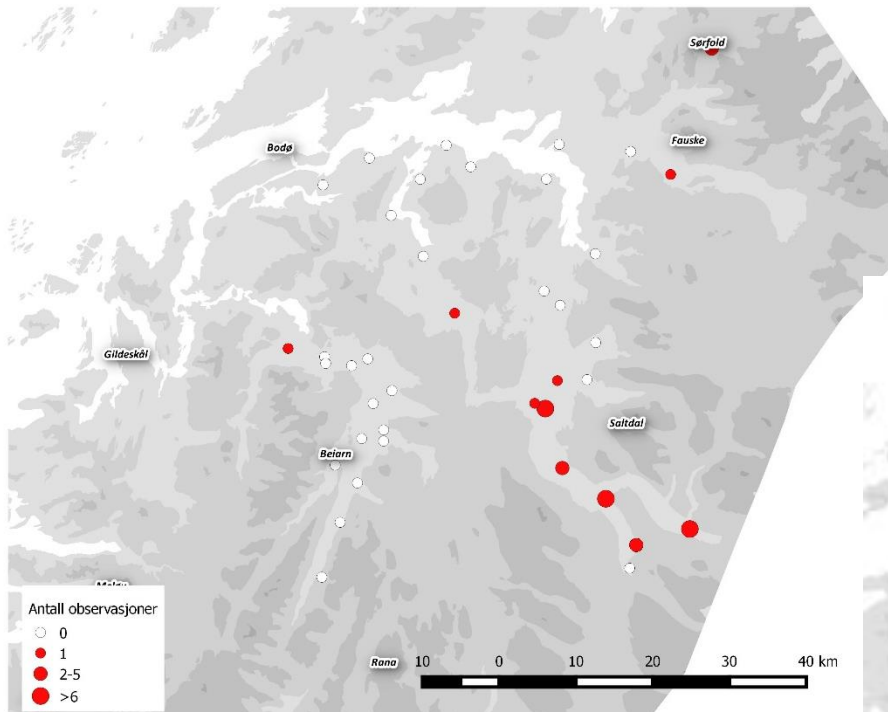 Sørfold
Bodø
Fauske
Gildeskål
Saltdal
Beiarn
Antall observasjoner
0
1
2-5
>6
Rana
10 0 10 20 30 40 km